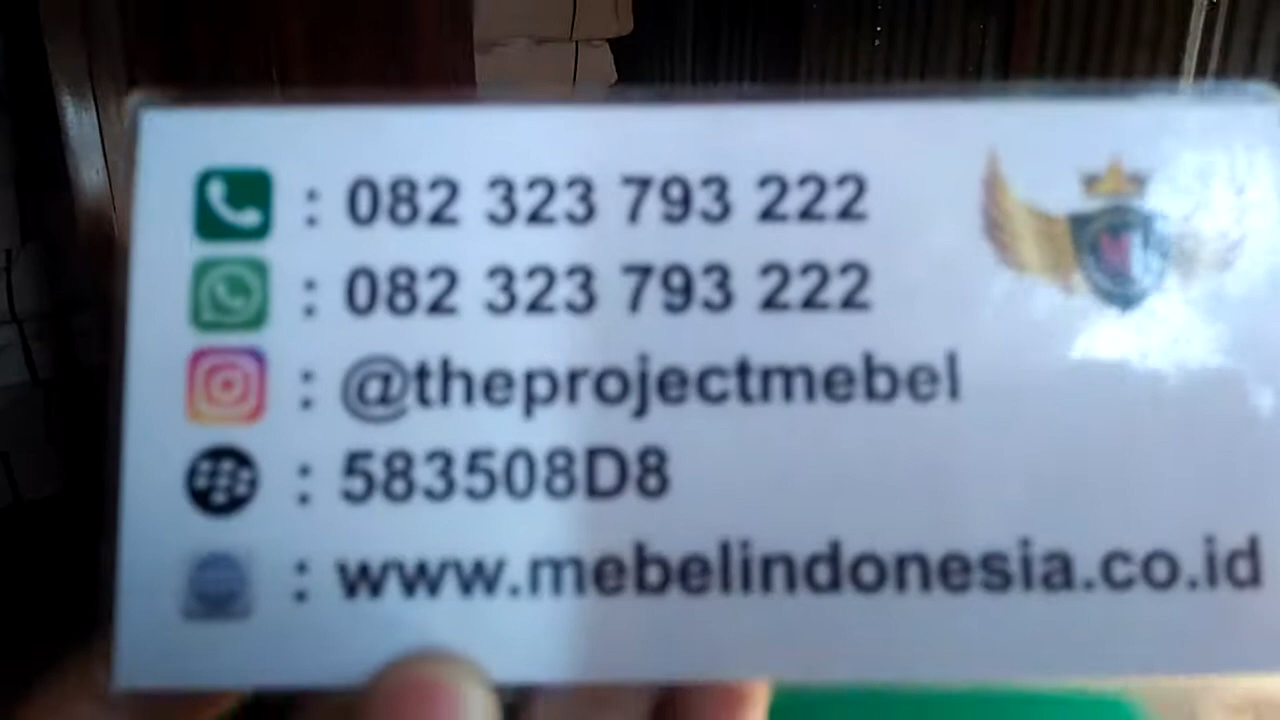 : 082 323 793 222
: 082 323 793 222
: @theprojectmebel
: 583508D8
: www.mebelindonesia.co.id